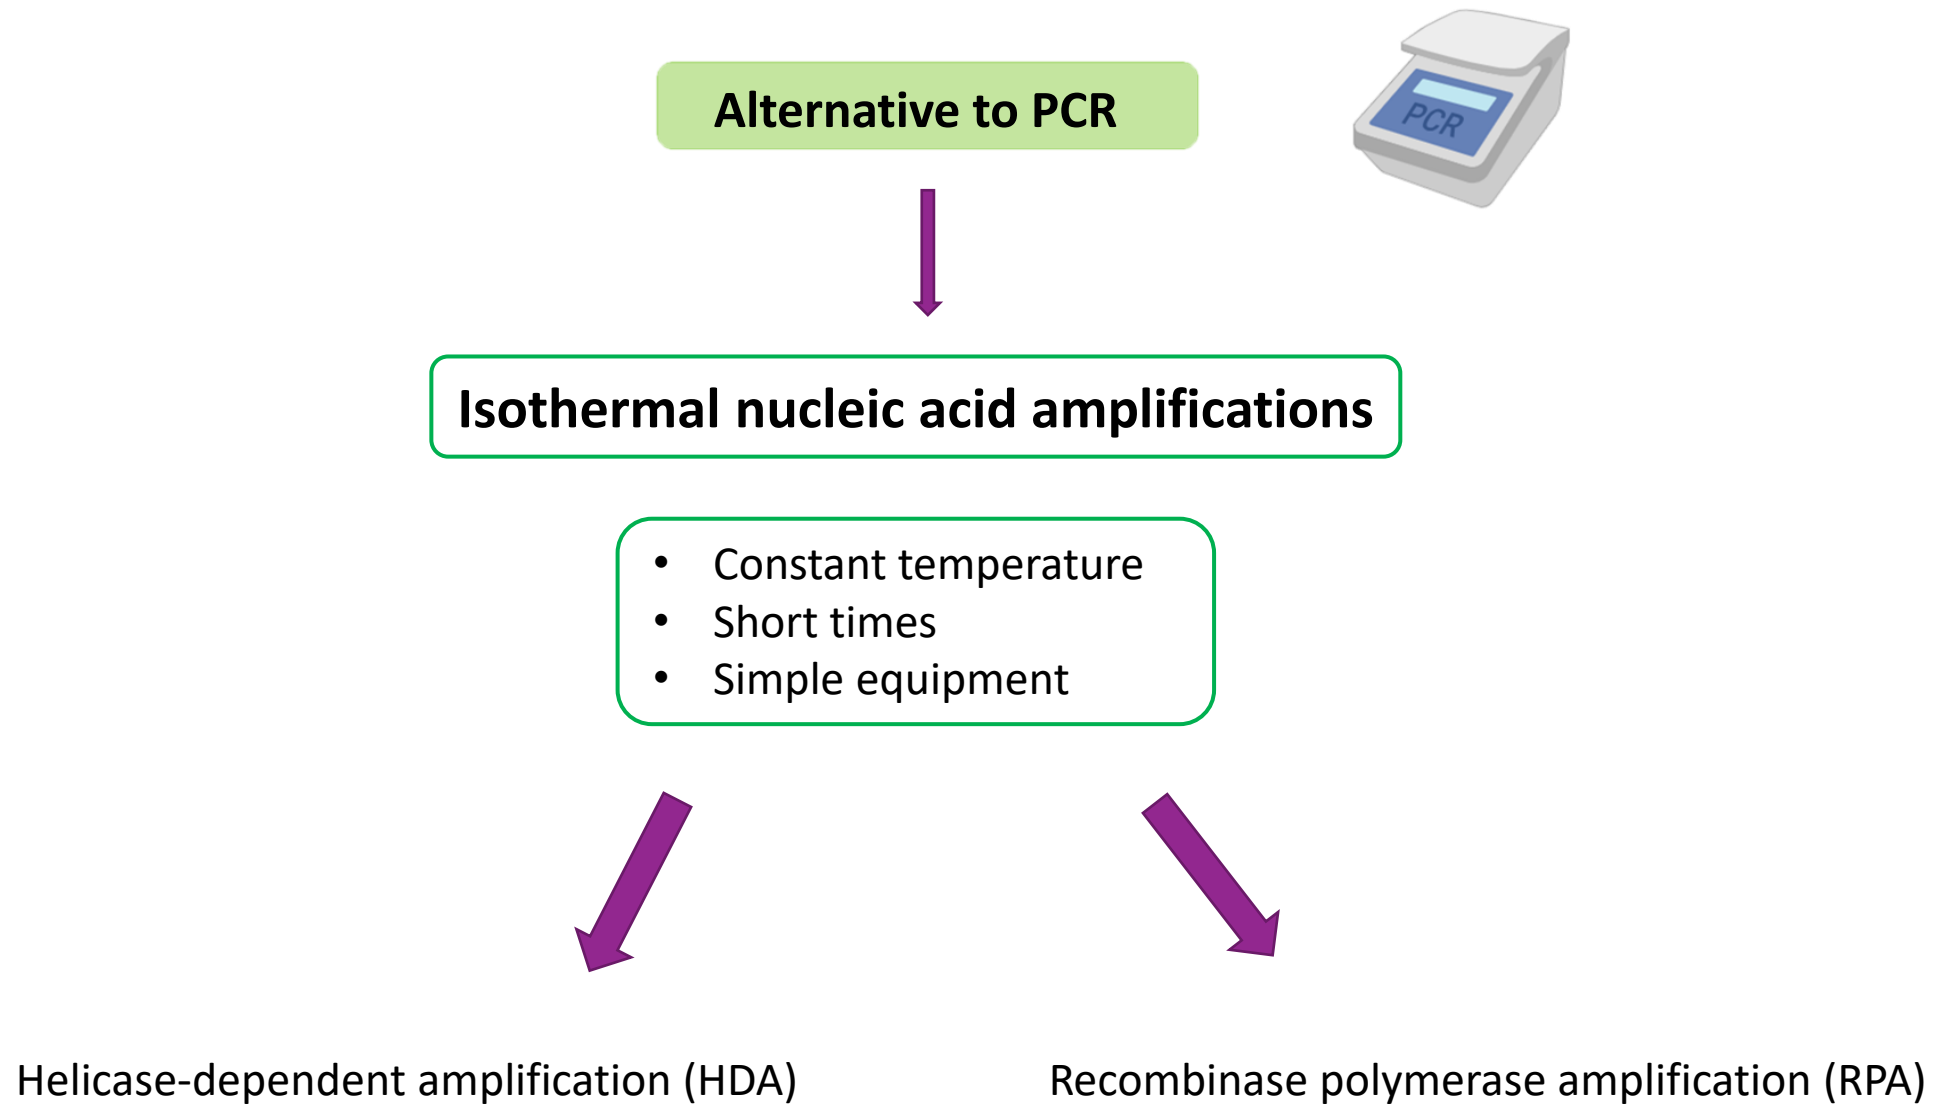 Alternative to PCR
PCR
Isothermal nucleic acid amplifications
• Constant temperature
• Short times
• Simple equipment
Helicase-dependent amplification (HDA)
Recombinase polymerase amplification (RPA)